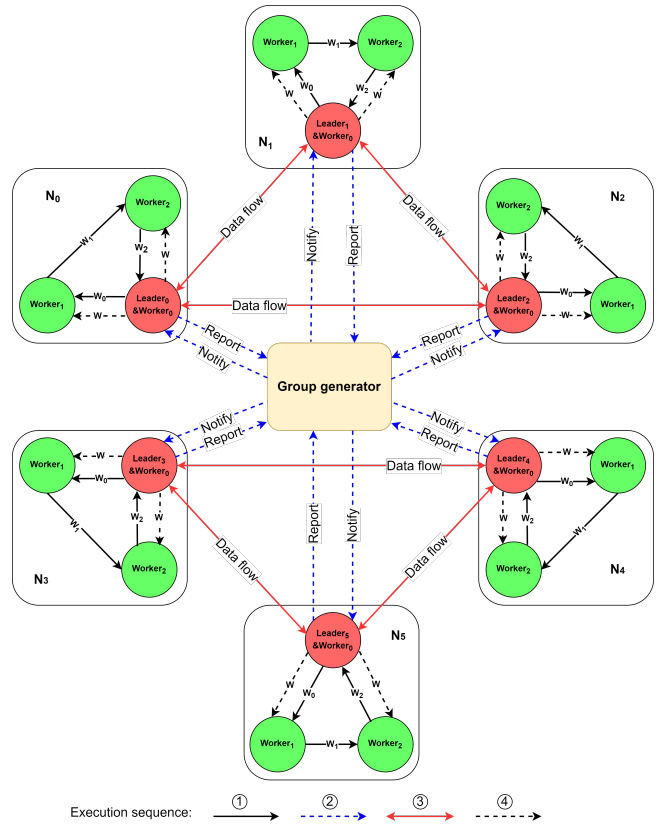 Worker₁
W₁
Worker₂
W₀
W₂
W
W
Leader₁
&Worker₀
N₁
N₀
Worker₂
W₁
W₂
W
Worker₁
W₀
W
Leader₀
&Worker₀
N₂
Worker₂
W₁
W
W₂
Leader₂
&Worker₀
W₀
W
Worker₁
Data flow
Notify
Report
Data flow
Data flow
Report
Notify
Report
Notify
Group generator
Notify
Report
Notify
Report
Worker₁
W
W₀
Leader₃
&Worker₀
W₁
W₂
W
Worker₂
N₃
Data flow
Leader₄
&Worker₀
W
W₀
Worker₁
W
W₂
W₁
Worker₂
N₄
Data flow
Report
Notify
Data flow
Leader₅
&Worker₀
N₅
W
W₀
W₂
W
Worker₁
W₁
Worker₂
Execution sequence:
① ② ③ ④